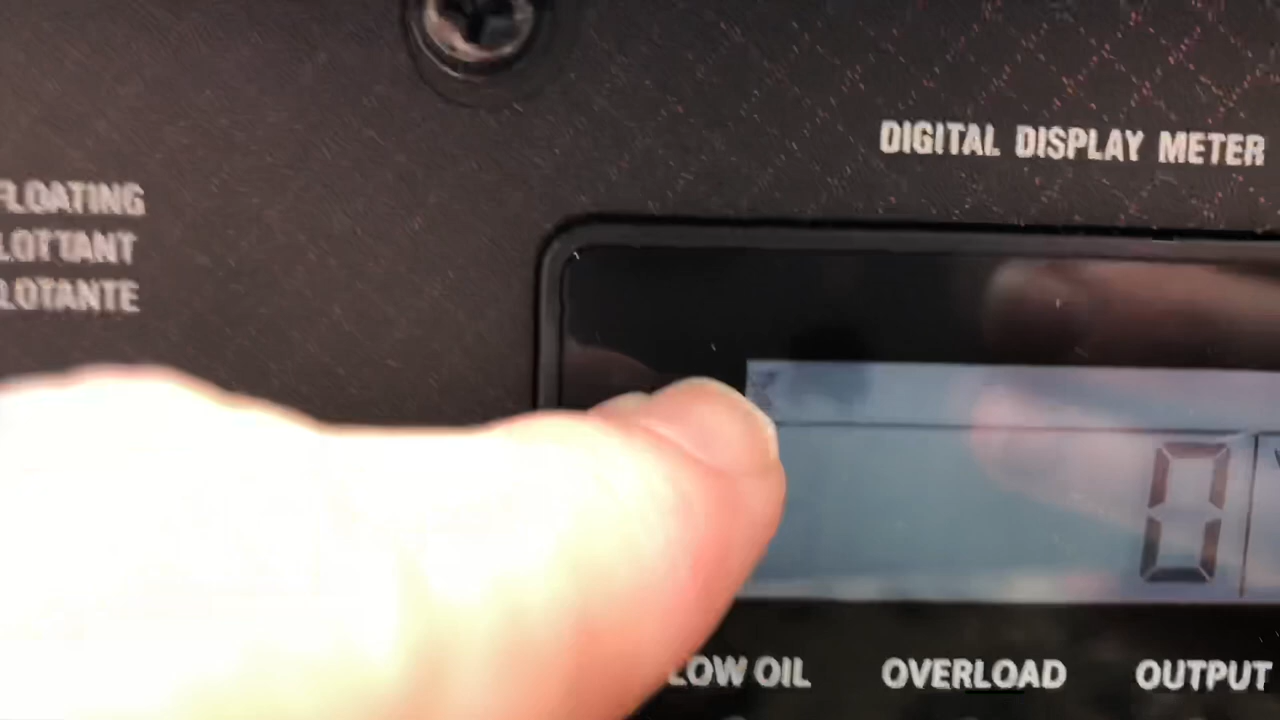 DIGITAL DISPLAY METER
FLOATING
LOTTANT
LOTANTE
0
LOW OIL
OVERLOAD
OUTPUT